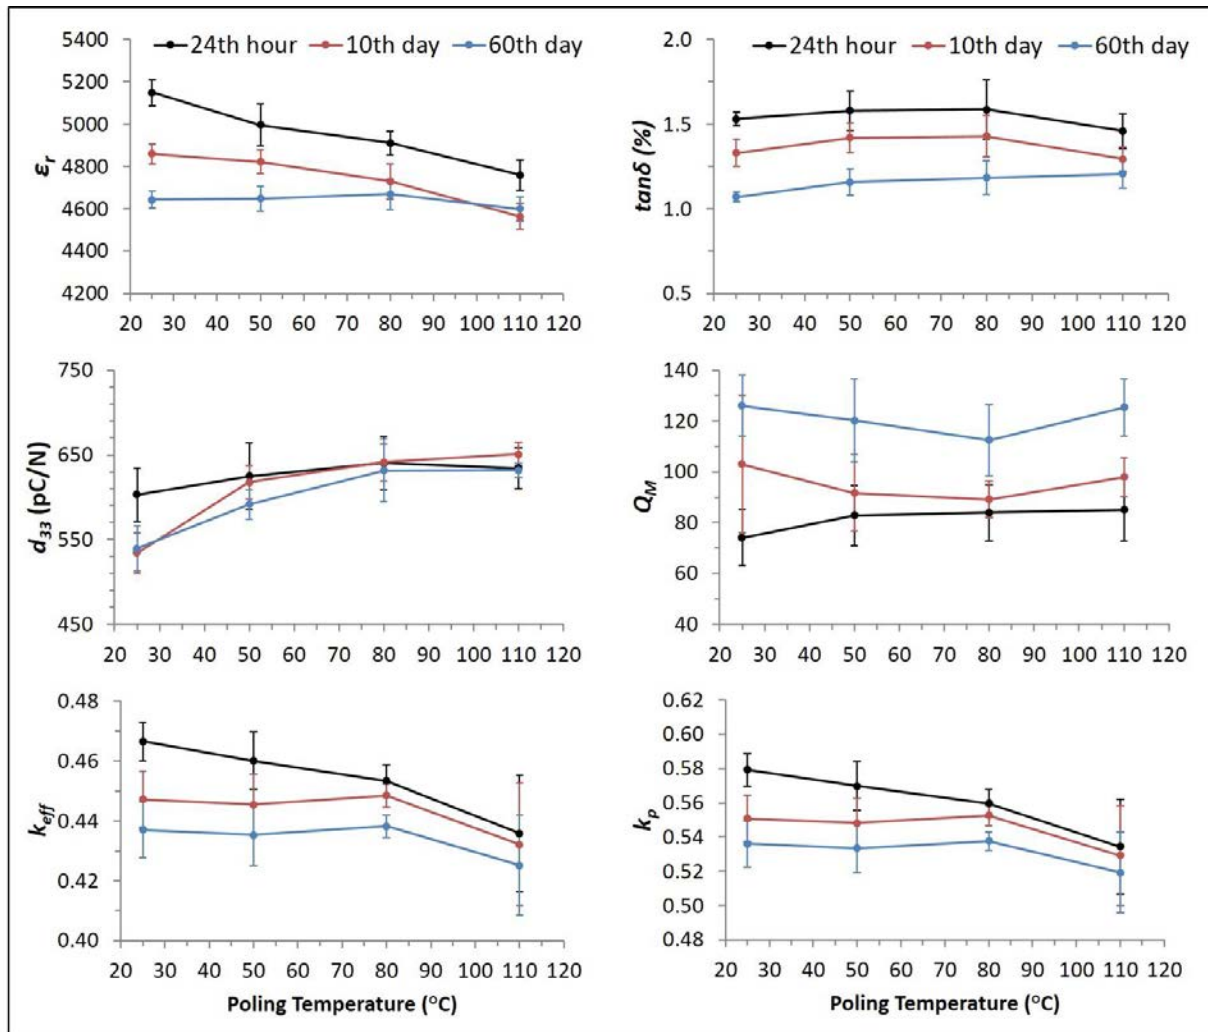 24th hour 10th day 60th day
5400
5200
5000
4800
4600
4400
4200
εr
20 30 40 50 60 70 80 90 100 110 120
24th hour 10th day 60th day
2.0
1.5
1.0
0.5
tanδ (%)
20 30 40 50 60 70 80 90 100 110 120
750
650
550
450
d33 (pC/N)
20 30 40 50 60 70 80 90 100 110 120
140
120
100
80
60
40
QM
20 30 40 50 60 70 80 90 100 110 120
0.48
0.46
0.44
0.42
0.40
keff
20 30 40 50 60 70 80 90 100 110 120
Poling Temperature (°C)
0.62
0.60
0.58
0.56
0.54
0.52
0.50
0.48
kp
20 30 40 50 60 70 80 90 100 110 120
Poling Temperature (°C)